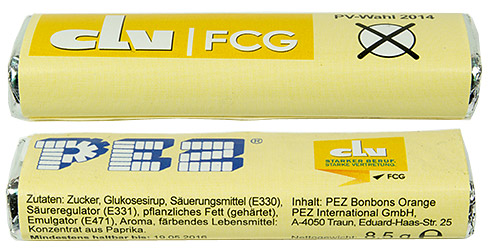 clv | FCG
PV-Wahl 2014
PEZ®
clv
STARKER BERUF.
STARKE VERTRETUNG.
FCG
Zutaten: Zucker, Glukosesirup, Säuerungsmittel (E330),
Säureregulator (E331), pflanzliches Fett (gehärtet),
Emulgator (E471), Aroma, färbendes Lebensmittel:
Konzentrat aus Paprika.
Mindestens haltbar bis 19.05.2016
Inhalt: PEZ Bonbons Orange
PEZ International GmbH,
A-4050 Traun, Eduard-Haas-Str. 25
Nettogewicht: 8,5 g e